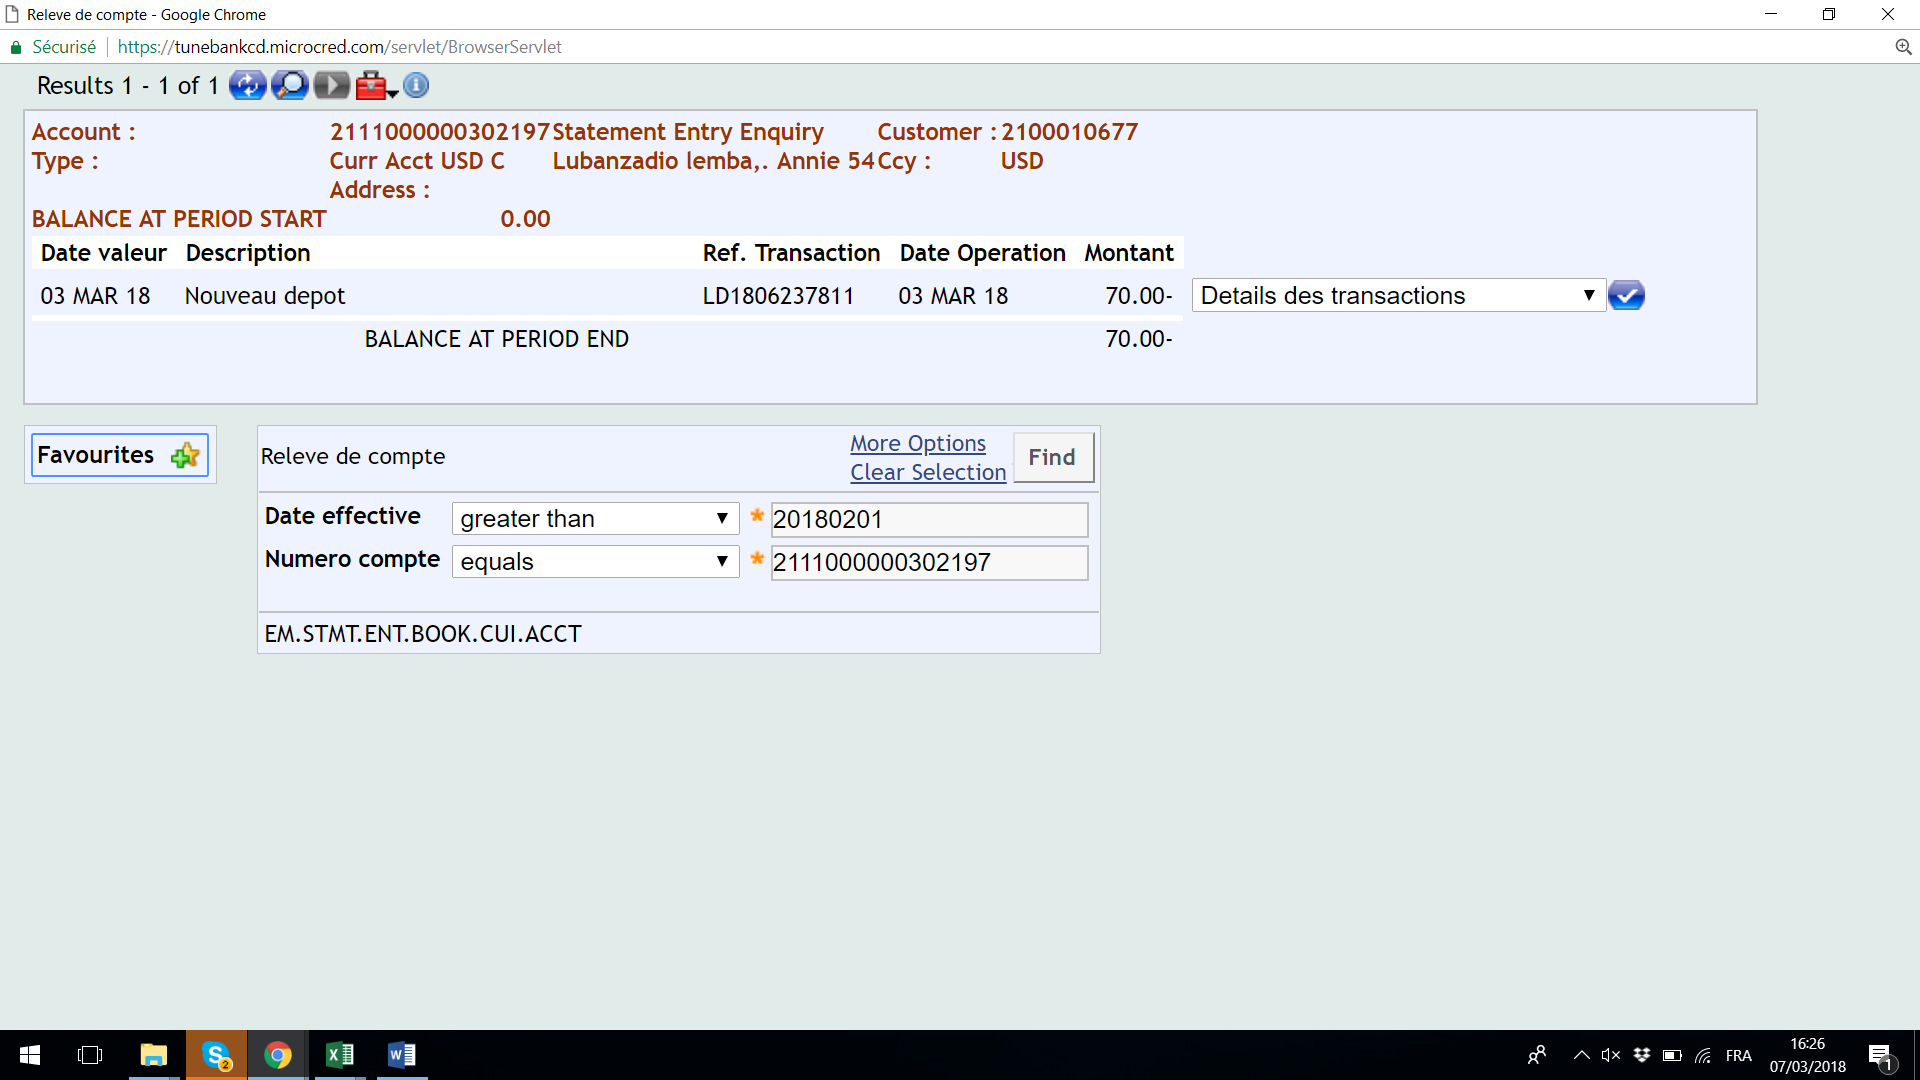 Releve de compte - Google Chrome
Sécurisé https://tunebankcd.microcred.com/servlet/BrowserServlet
Results 1 - 1 of 1
Account : 2111000000302197 Statement Entry Enquiry Customer : 2100010677
Type : Curr Acct USD C Lubanzadio lemba,. Annie 54 Ccy : USD
Address :
BALANCE AT PERIOD START 0.00
Date valeur Description Ref. Transaction Date Operation Montant
03 MAR 18 Nouveau depot LD1806237811 03 MAR 18 70.00- Details des transactions
BALANCE AT PERIOD END 70.00-
Favourites
Releve de compte More Options Find
Clear Selection
Date effective greater than * 20180201
Numero compte equals * 2111000000302197
EM.STMT.ENT.BOOK.CUI.ACCT
2
FRA 16:26
07/03/2018
1